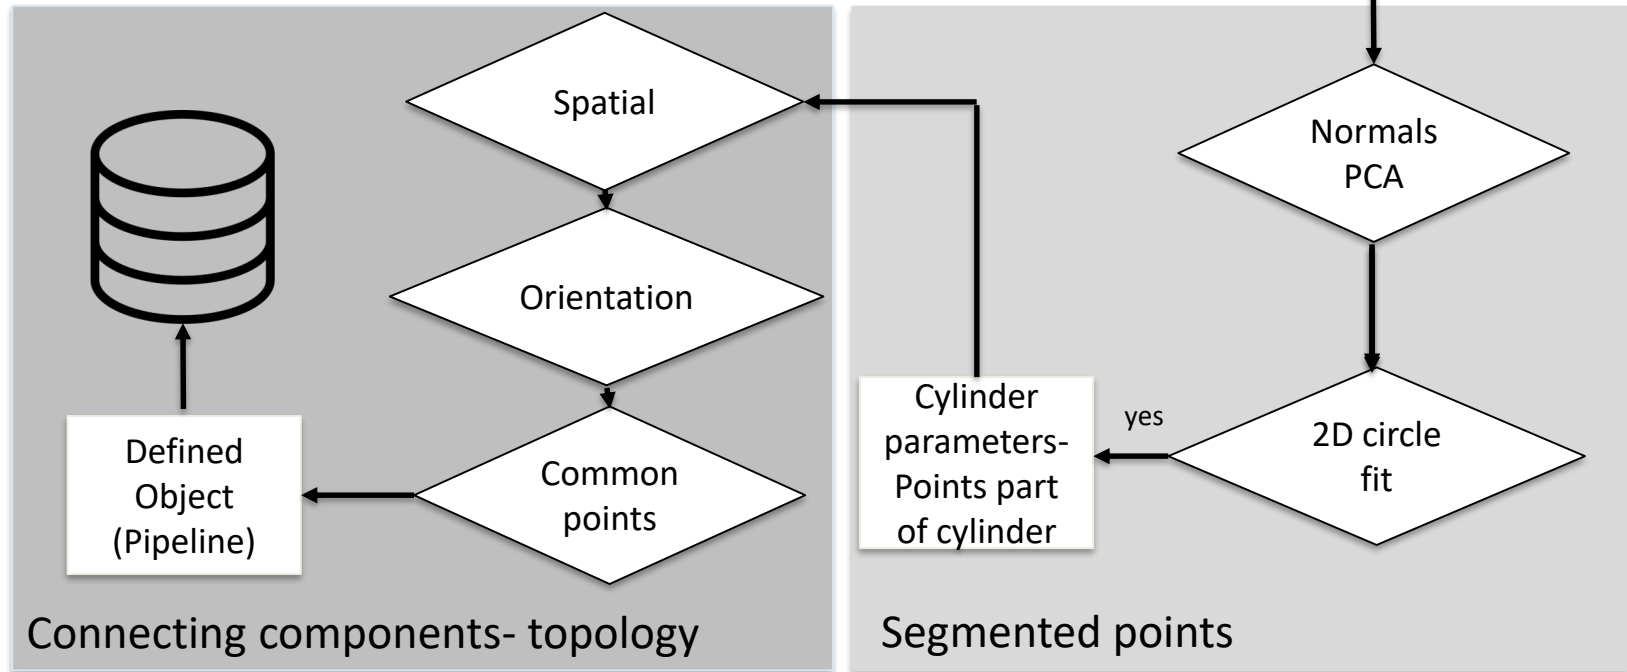 Spatial
Orientation
Common
points
Defined
Object
(Pipeline)
Connecting components- topology
Normals
PCA
2D circle
fit
yes
Cylinder
parameters-
Points part
of cylinder
Segmented points